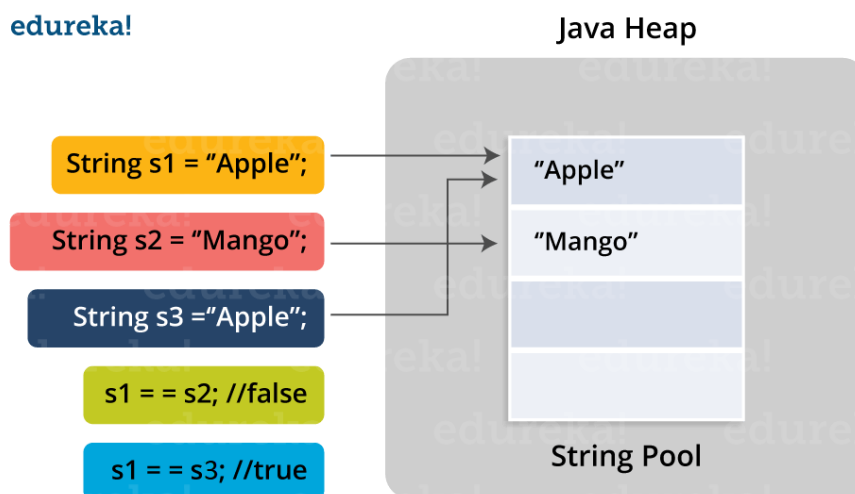 edureka!
Java Heap
String s1 = “Apple”;
“Apple”
String s2 = “Mango”;
“Mango”
String s3 =“Apple”;
s1 = = s2; //false
s1 = = s3; //true
String Pool